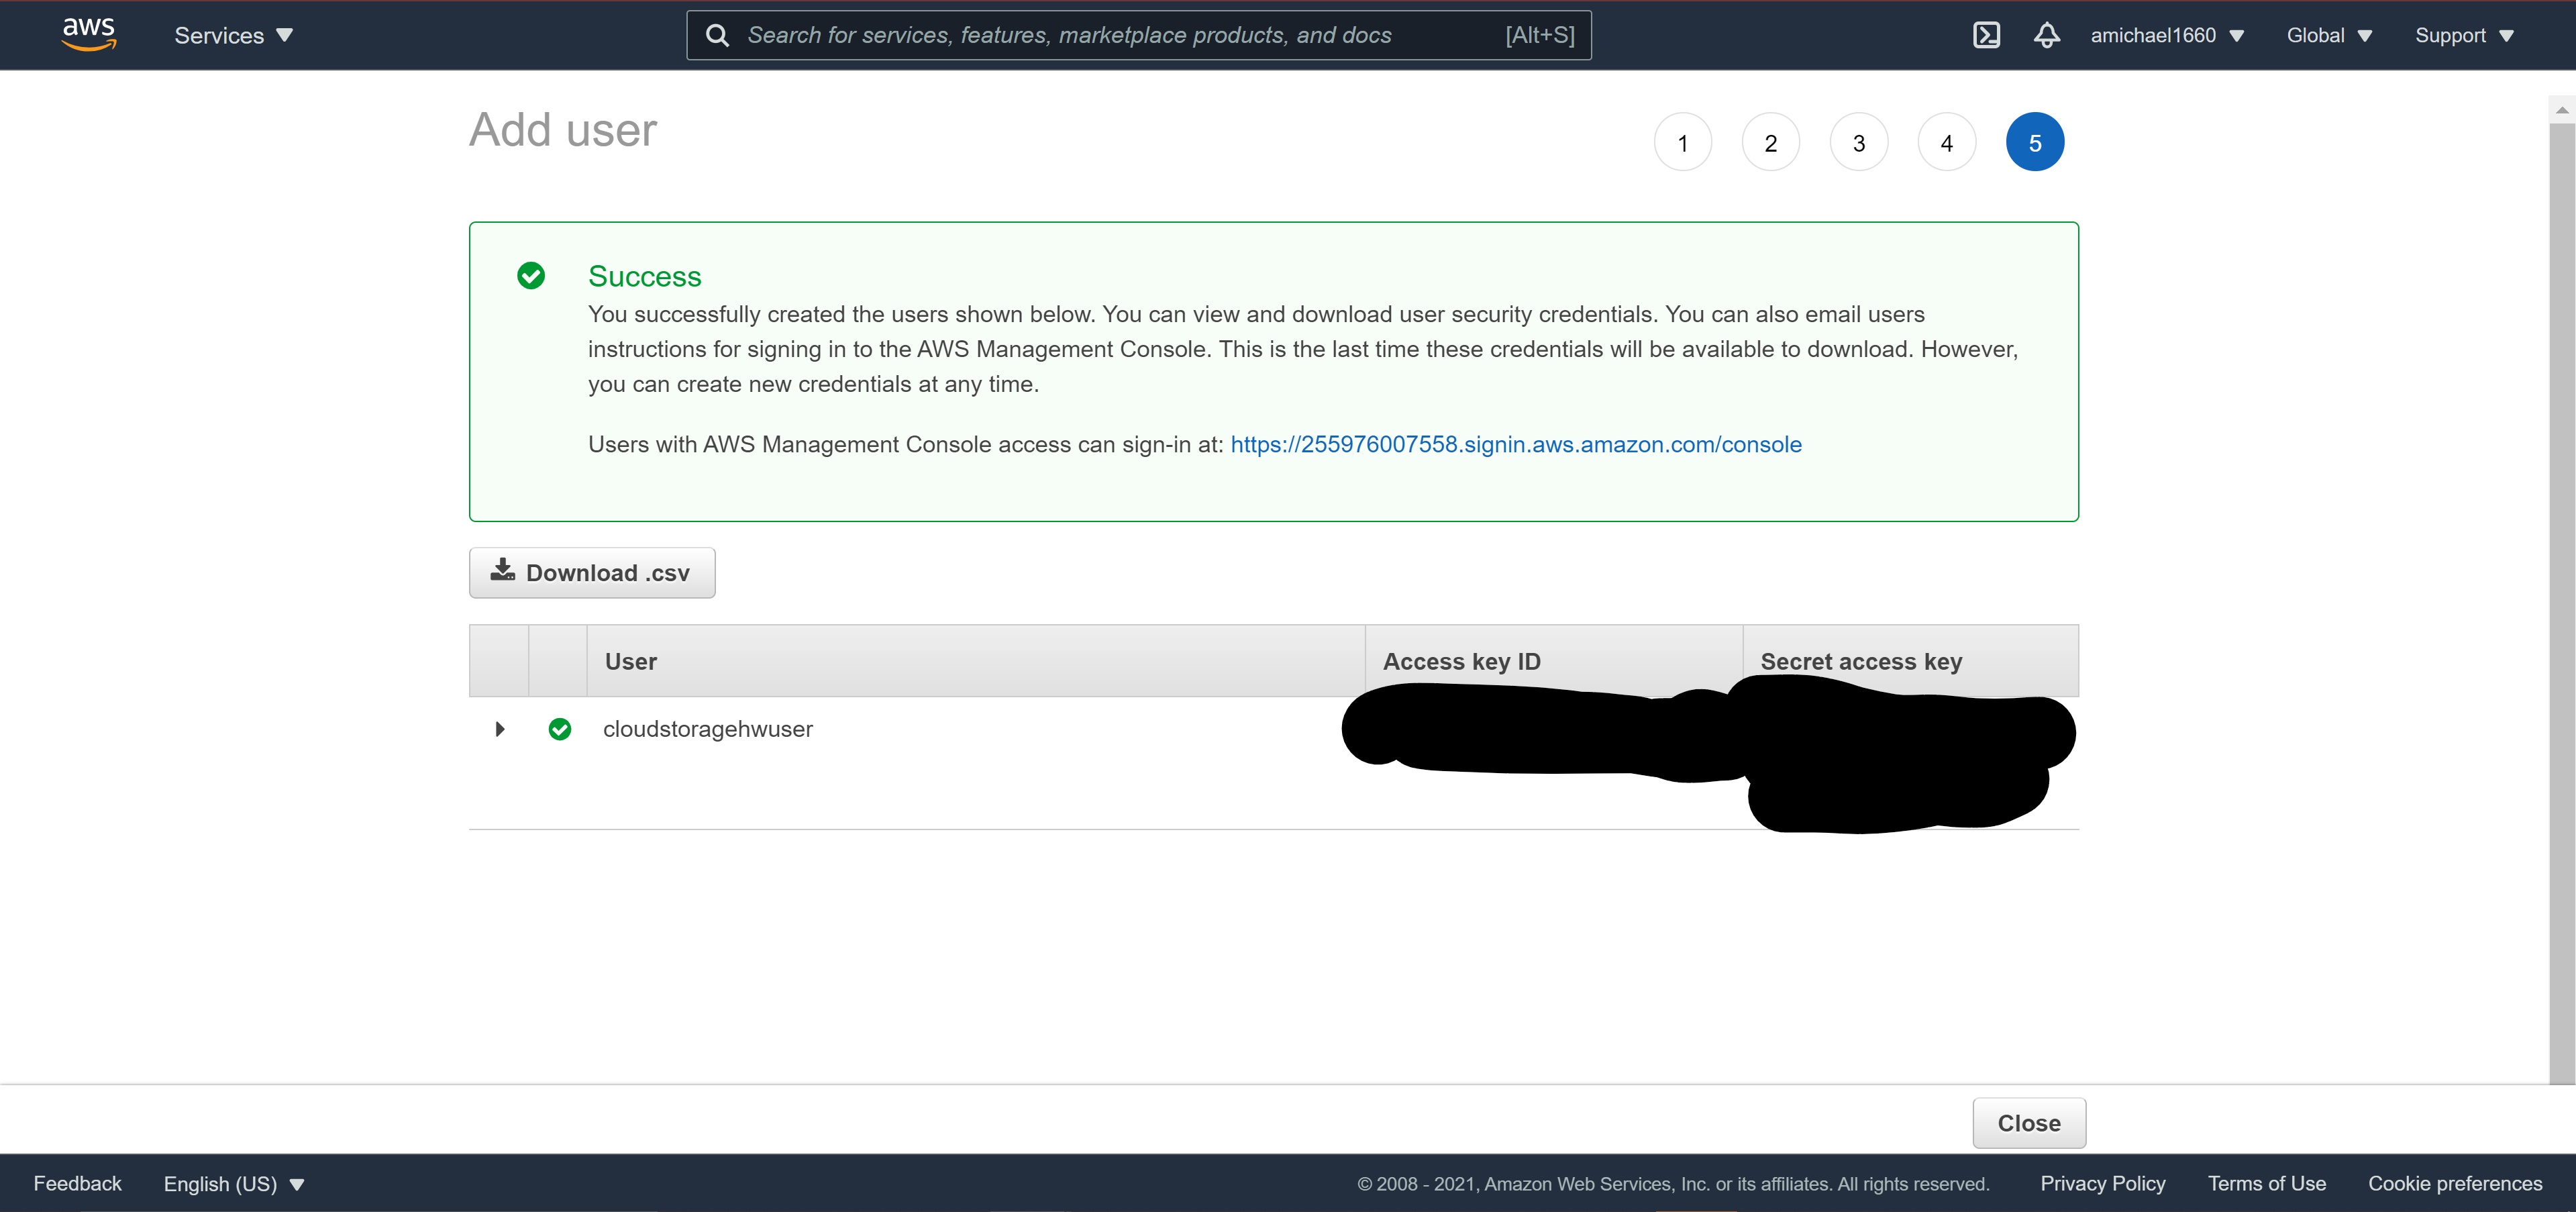 aws
Services
Search for services, features, marketplace products, and docs [Alt+S]
amichael1660
Global
Support
Add user
1 2 3 4 5
Success
You successfully created the users shown below. You can view and download user security credentials. You can also email users
instructions for signing in to the AWS Management Console. This is the last time these credentials will be available to download. However,
you can create new credentials at any time.
Users with AWS Management Console access can sign-in at: https://255976007558.signin.aws.amazon.com/console
Download .csv
User Access key ID Secret access key
cloudstoragehwuser
Close
Feedback English (US) © 2008 - 2021, Amazon Web Services, Inc. or its affiliates. All rights reserved. Privacy Policy Terms of Use Cookie preferences